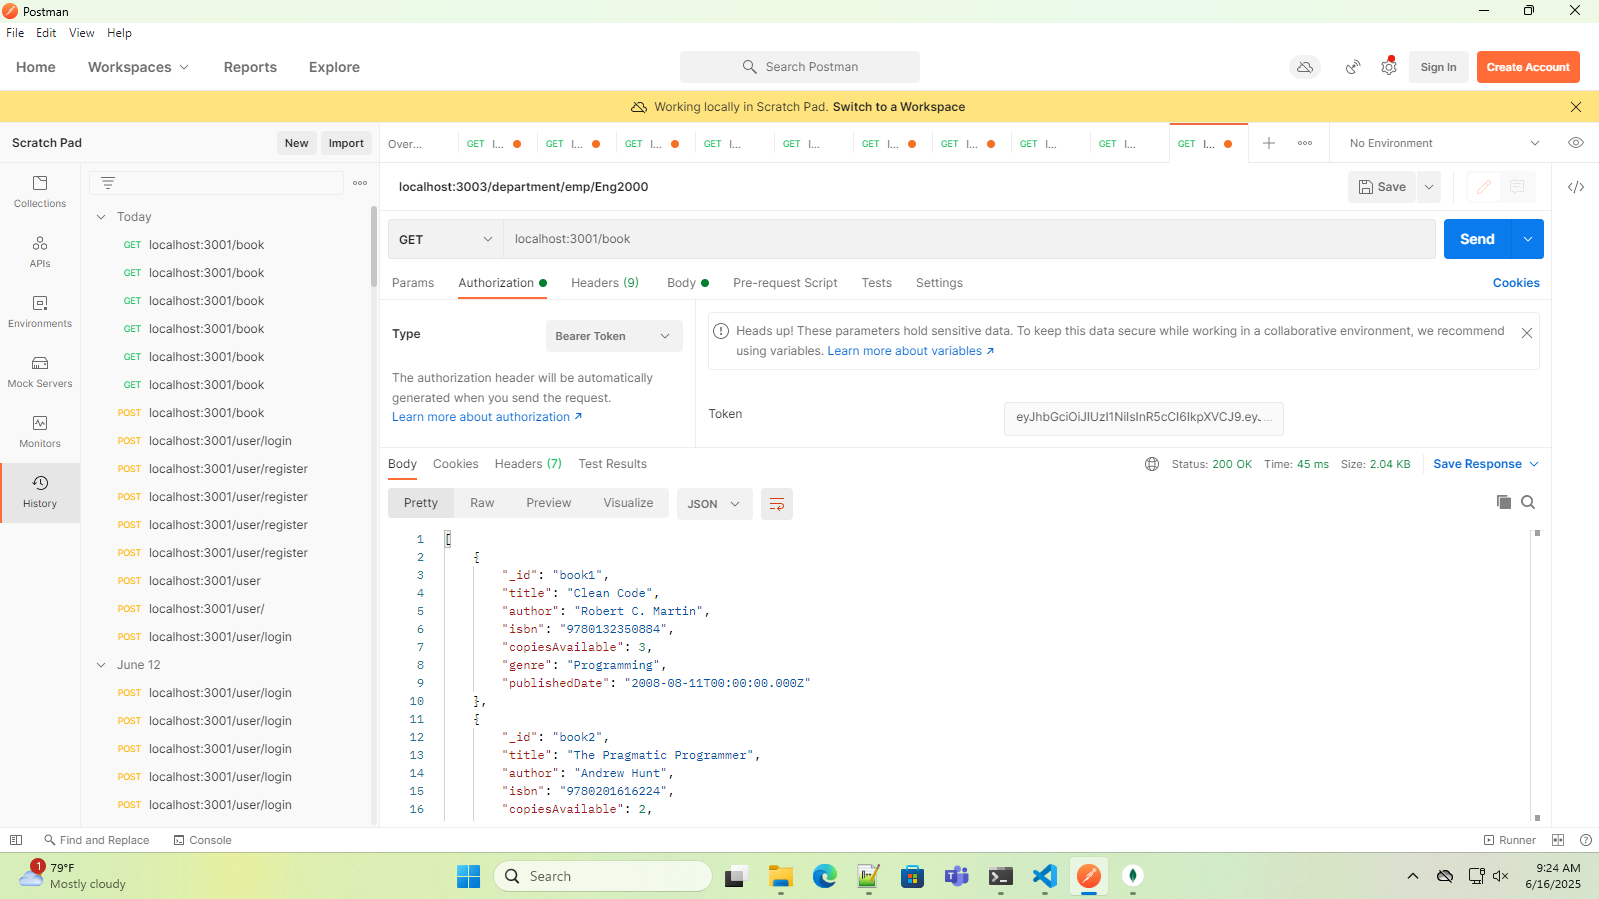 Postman
File Edit View Help
Home Workspaces Reports Explore
Search Postman
Sign In Create Account
Working locally in Scratch Pad. Switch to a Workspace
Scratch Pad New Import
Over... GET l... GET l... GET l... GET l... GET l... GET l... GET l... GET l... GET l... GET l... No Environment
Collections
APIs
Environments
Mock Servers
Monitors
History
Today
GET localhost:3001/book
GET localhost:3001/book
GET localhost:3001/book
GET localhost:3001/book
GET localhost:3001/book
GET localhost:3001/book
POST localhost:3001/book
POST localhost:3001/user/login
POST localhost:3001/user/register
POST localhost:3001/user/register
POST localhost:3001/user/register
POST localhost:3001/user/register
POST localhost:3001/user
POST localhost:3001/user/
POST localhost:3001/user/login
June 12
POST localhost:3001/user/login
POST localhost:3001/user/login
POST localhost:3001/user/login
POST localhost:3001/user/login
POST localhost:3001/user/login
localhost:3003/department/emp/Eng2000 Save
GET localhost:3001/book Send
Params Authorization Headers (9) Body Pre-request Script Tests Settings Cookies
Type Bearer Token
The authorization header will be automatically
generated when you send the request.
Learn more about authorization
Heads up! These parameters hold sensitive data. To keep this data secure while working in a collaborative environment, we recommend
using variables. Learn more about variables
Token eyJhbGciOiJIUzI1NiIsInR5cCI6IkpXVCJ9.eyJ...
Body Cookies Headers (7) Test Results Status: 200 OK Time: 45 ms Size: 2.04 KB Save Response
Pretty Raw Preview Visualize JSON
1 [
2 {
3 "_id": "book1",
4 "title": "Clean Code",
5 "author": "Robert C. Martin",
6 "isbn": "9780132350884",
7 "copiesAvailable": 3,
8 "genre": "Programming",
9 "publishedDate": "2008-08-11T00:00:00.000Z"
10 },
11 {
12 "_id": "book2",
13 "title": "The Pragmatic Programmer",
14 "author": "Andrew Hunt",
15 "isbn": "9780201616224",
16 "copiesAvailable": 2,
Find and Replace Console Runner
1
79°F
Mostly cloudy
Search
9:24 AM
6/16/2025